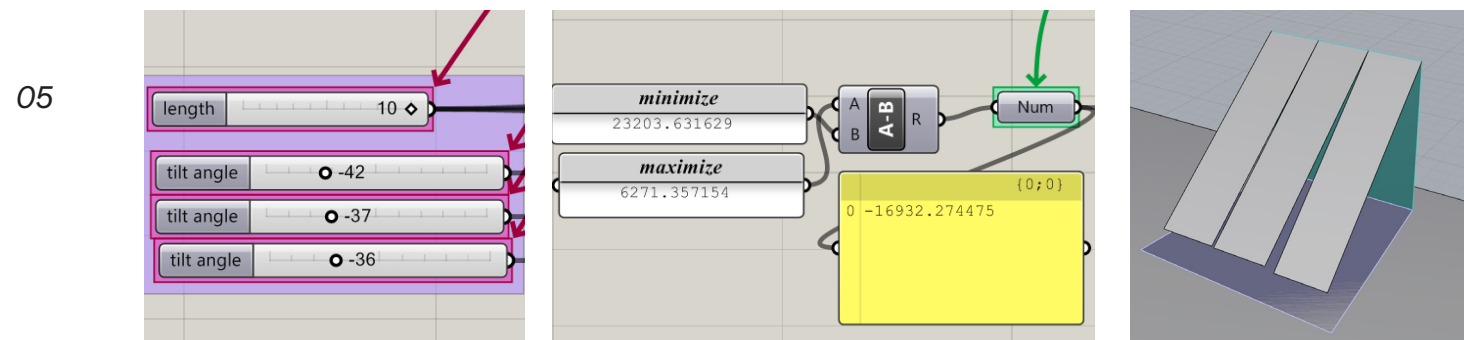 05
length 10
tilt angle -42
tilt angle -37
tilt angle -36
minimize
23203.631629
maximize
6271.357154
A
B
A-B
R
Num
{0;0}
0 -16932.274475